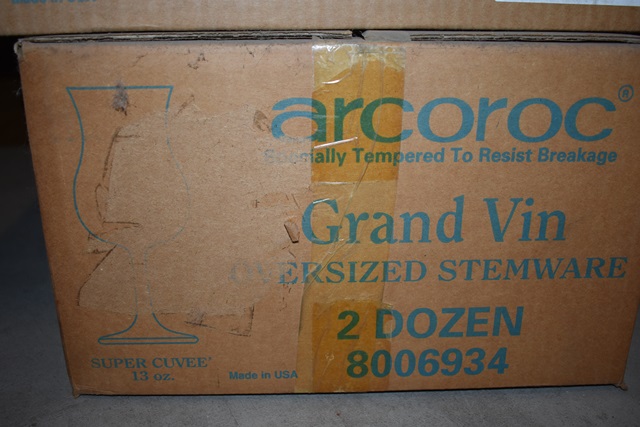 arcoroc®
Specially Tempered To Resist Breakage
Grand Vin
OVERSIZED STEMWARE
2 DOZEN
8006934
SUPER CUVEE'
13 oz.
Made in USA